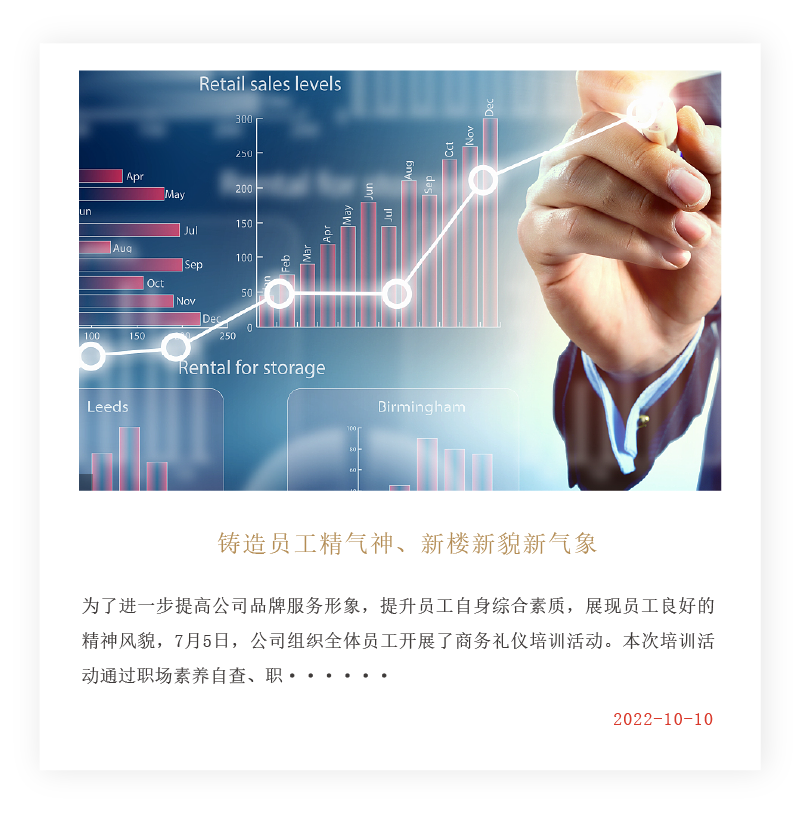 Retail sales levels
300
250
200
150
100
50
0
Feb
Mar
Apr
May
Jun
Jul
Aug
Sep
Oct
Nov
Dec
Apr
May
Jul
Aug
Sep
Oct
Nov
Dec
100 150 250
Rental for storage
Leeds
Birmingham
100
80
60
40
铸造员工精气神、新楼新貌新气象
为了进一步提高公司品牌服务形象，提升员工自身综合素质，展现员工良好的
精神风貌，7月5日，公司组织全体员工开展了商务礼仪培训活动。本次培训活
动通过职场素养自查、职••••••
2022-10-10